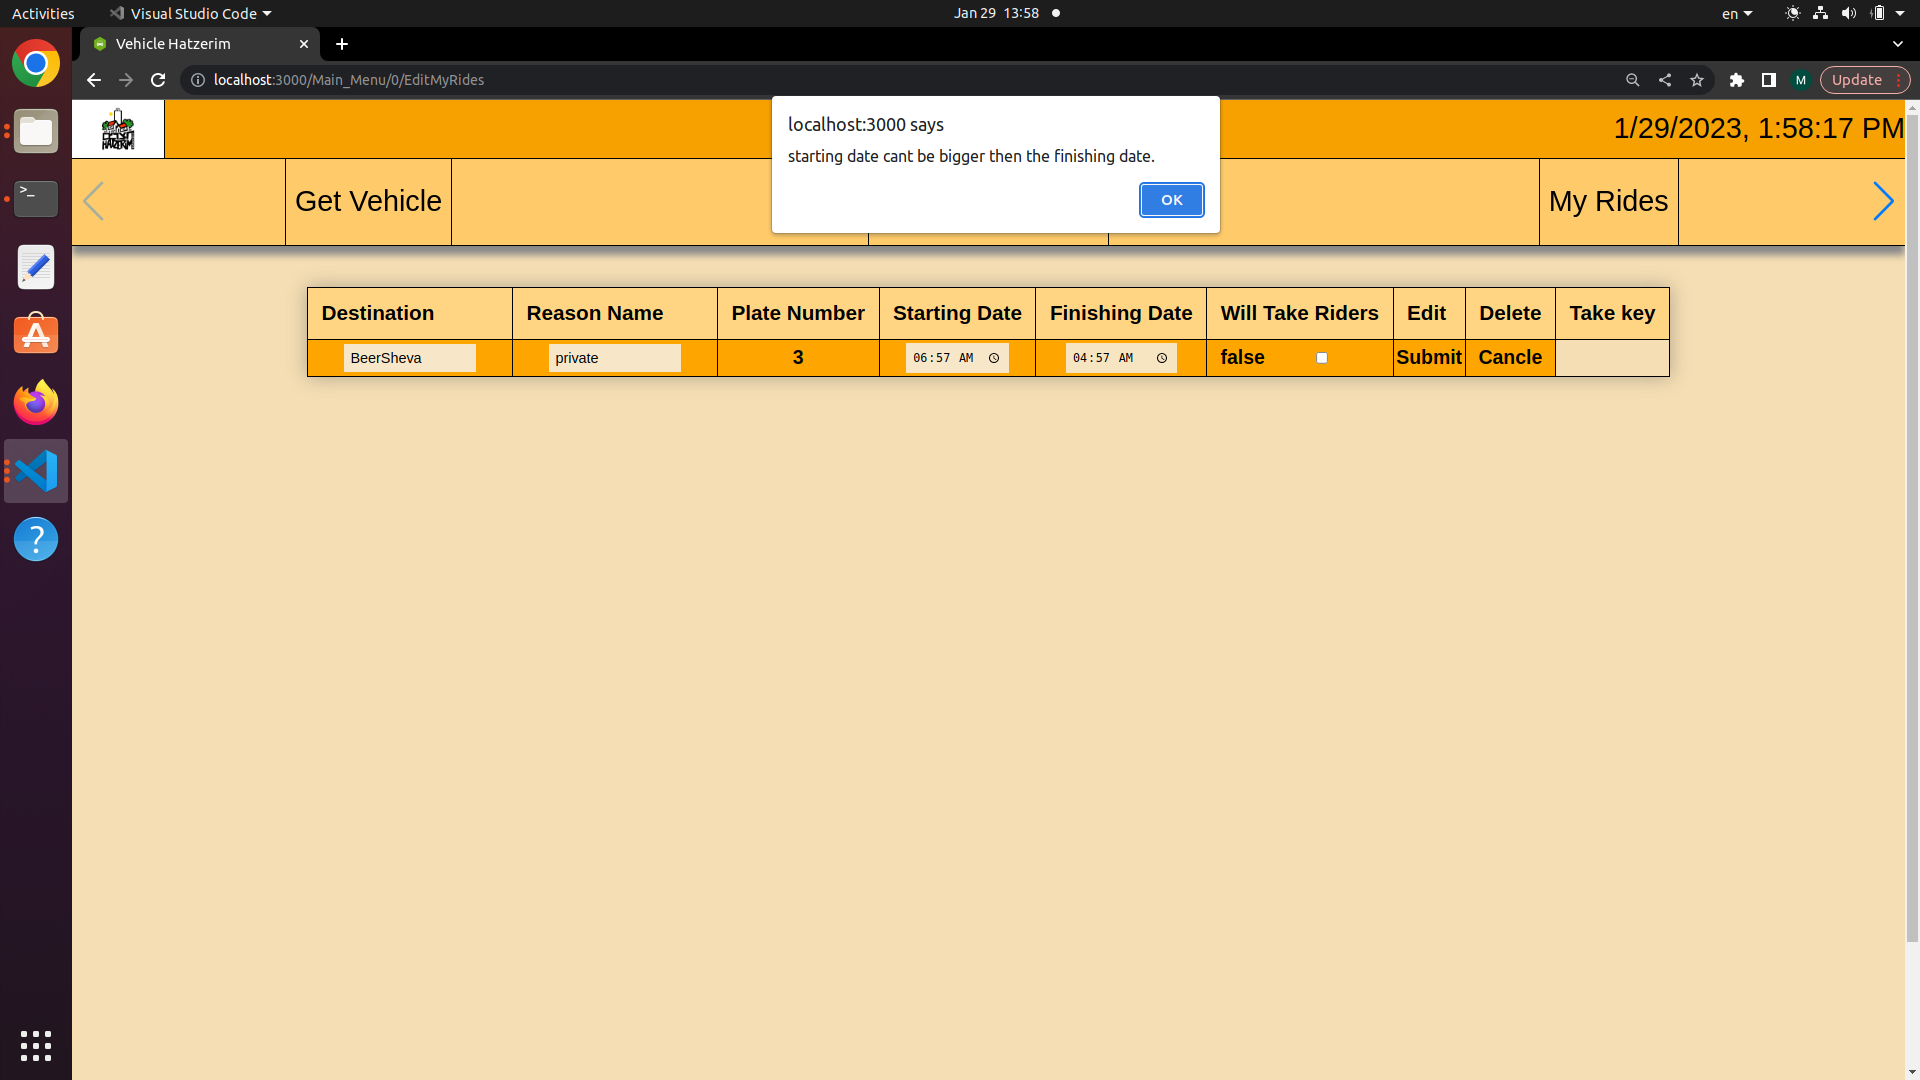 Activities
Visual Studio Code
Jan 29 13:58
en
Vehicle Hatzerim
localhost:3000/Main_Menu/0/EditMyRides
M
Update
HATZERIM
1/29/2023, 1:58:17 PM
localhost:3000 says
starting date cant be bigger then the finishing date.
OK
Get Vehicle
My Rides
Destination Reason Name Plate Number Starting Date Finishing Date Will Take Riders Edit Delete Take key
BeerSheva private 3 06:57 AM 04:57 AM false Submit Cancle